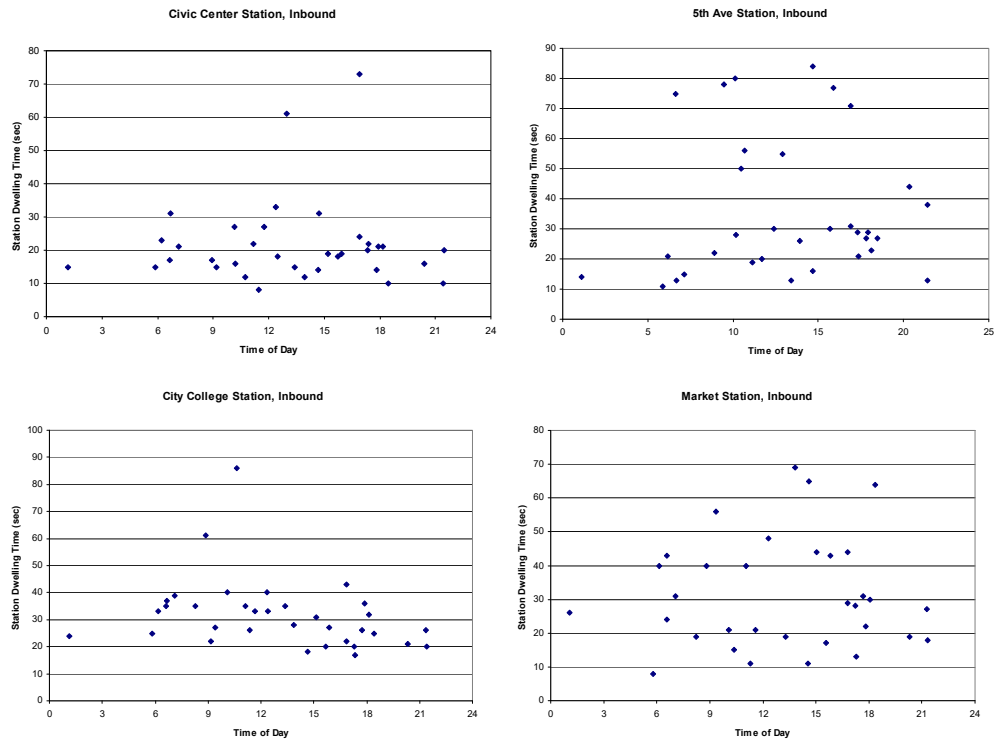 Civic Center Station, Inbound
80
70
60
50
40
30
20
10
0
Station Dwelling Time (sec)
0 3 6 9 12 15 18 21 24
Time of Day
5th Ave Station, Inbound
90
80
70
60
50
40
30
20
10
0
Station Dwelling Time (sec)
0 5 10 15 20 25
Time of Day
City College Station, Inbound
100
90
80
70
60
50
40
30
20
10
0
Station Dwelling Time (sec)
0 3 6 9 12 15 18 21 24
Time of Day
Market Station, Inbound
80
70
60
50
40
30
20
10
0
Station Dwelling Time (sec)
0 3 6 9 12 15 18 21 24
Time of Day